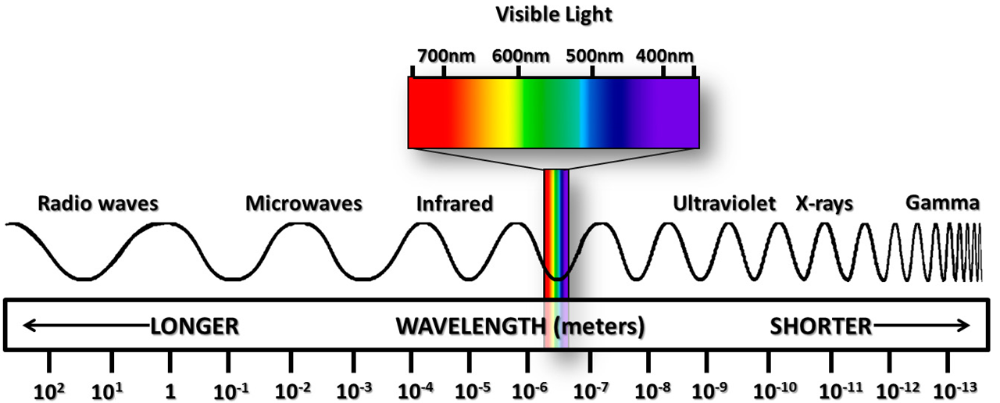 Visible Light
700nm 600nm 500nm 400nm
Radio waves Microwaves Infrared Ultraviolet X-rays Gamma
LONGER WAVELENGTH (meters) SHORTER
10² 10¹ 1 10⁻¹ 10⁻² 10⁻³ 10⁻⁴ 10⁻⁵ 10⁻⁶ 10⁻⁷ 10⁻⁸ 10⁻⁹ 10⁻¹⁰ 10⁻¹¹ 10⁻¹² 10⁻¹³